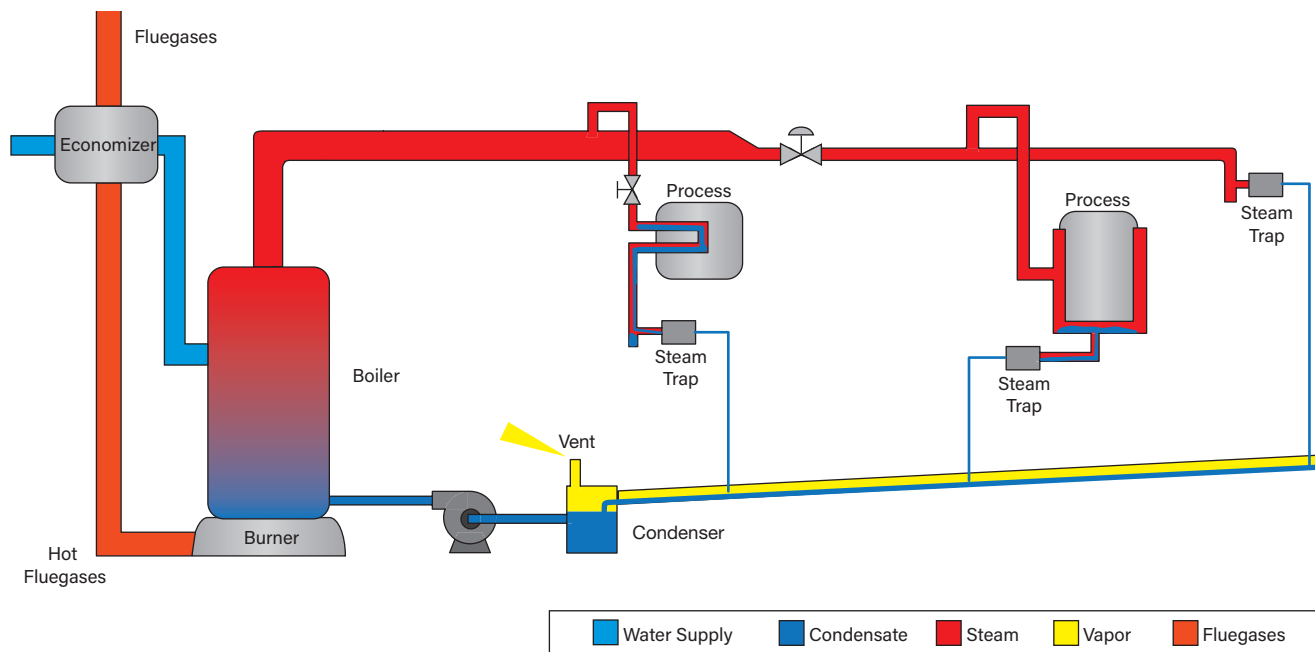 Fluegases
Economizer
Process
Process
Steam
Trap
Steam
Trap
Boiler
Steam
Trap
Vent
Condenser
Burner
Hot
Fluegases
Water Supply
Condensate
Steam
Vapor
Fluegases